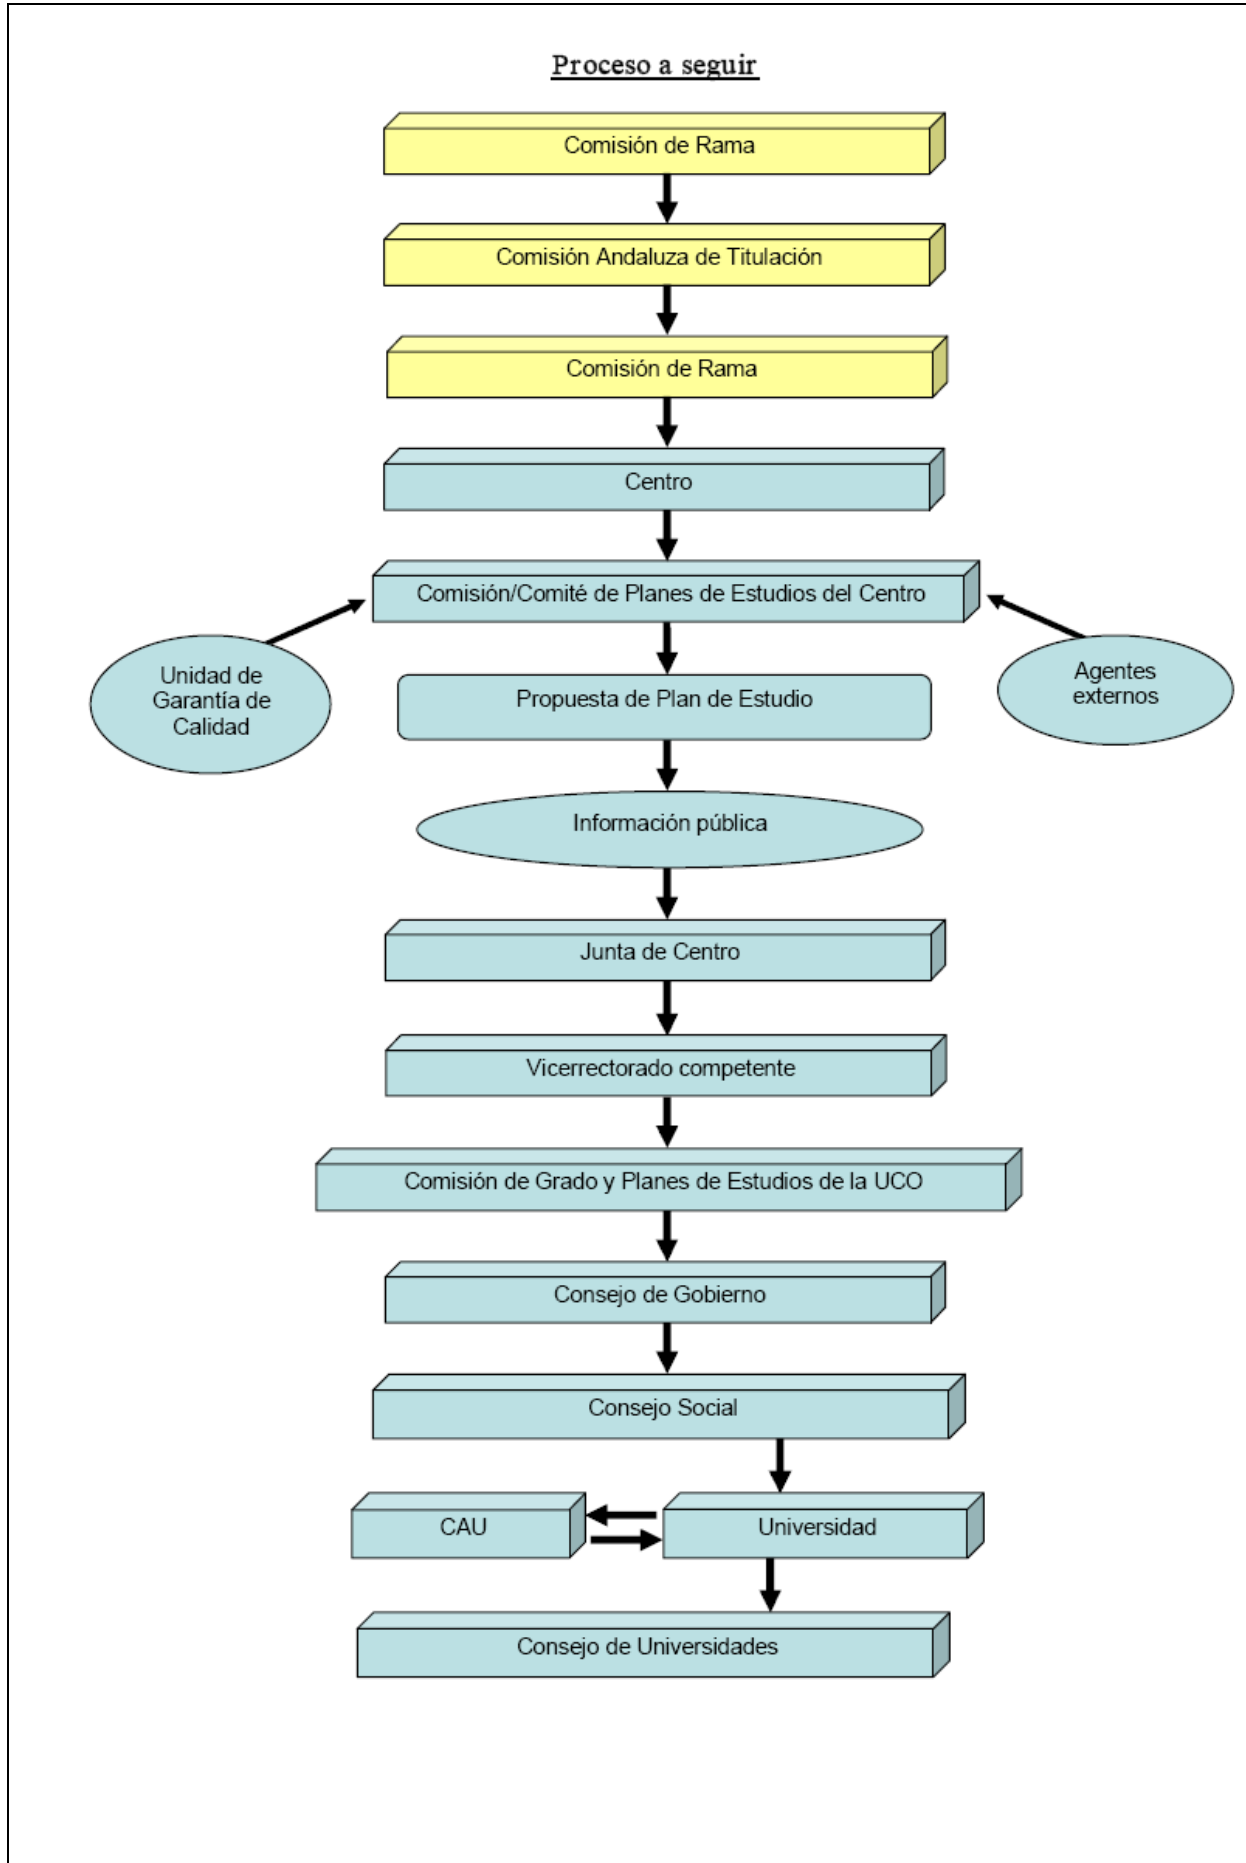 Proceso a seguir
Comisión de Rama
Comisión Andaluza de Titulación
Comisión de Rama
Centro
Comisión/Comité de Planes de Estudios del Centro
Unidad de
Garantía de
Calidad
Agentes
externos
Propuesta de Plan de Estudio
Información pública
Junta de Centro
Vicerrectorado competente
Comisión de Grado y Planes de Estudios de la UCO
Consejo de Gobierno
Consejo Social
CAU
Universidad
Consejo de Universidades